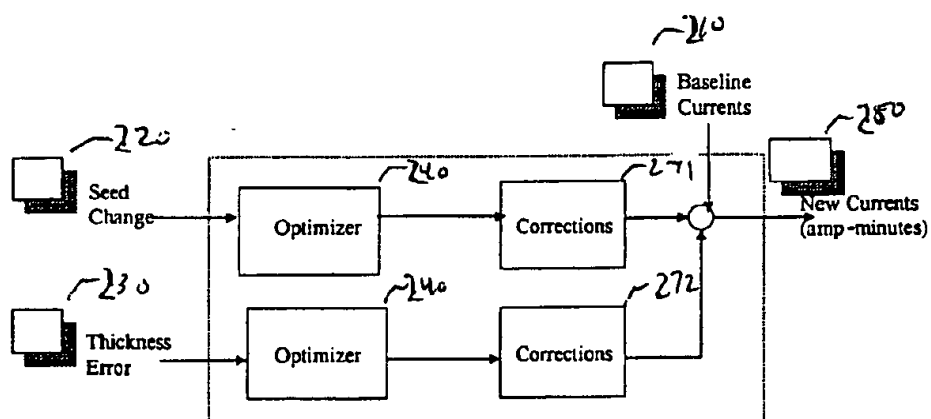 210
Baseline
Currents
280
220
Seed
Change
240
Optimizer
271
Corrections
New Currents
(amp-minutes)
230
Thickness
Error
240
Optimizer
272
Corrections